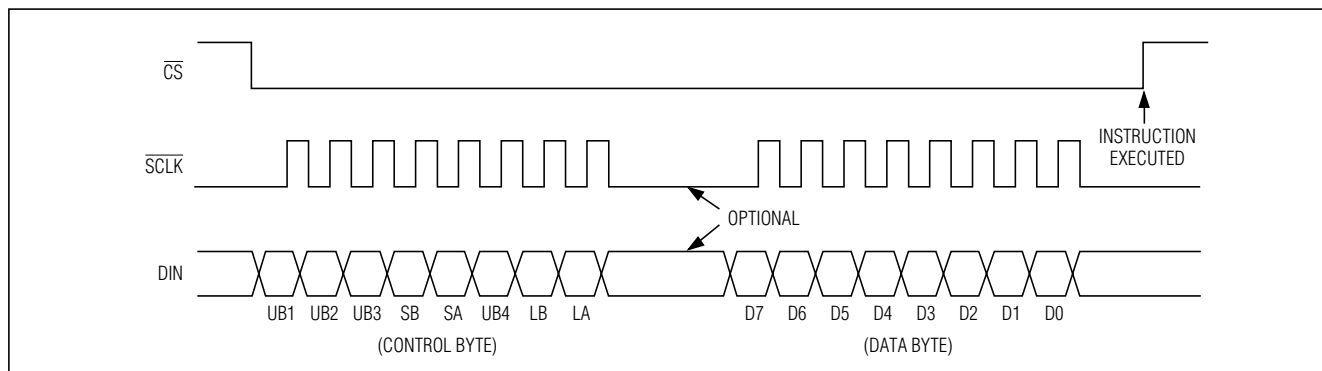 CS
INSTRUCTION
EXECUTED
SCLK
OPTIONAL
DIN
UB1 UB2 UB3 SB SA UB4 LB LA D7 D6 D5 D4 D3 D2 D1 D0
(CONTROL BYTE) (DATA BYTE)